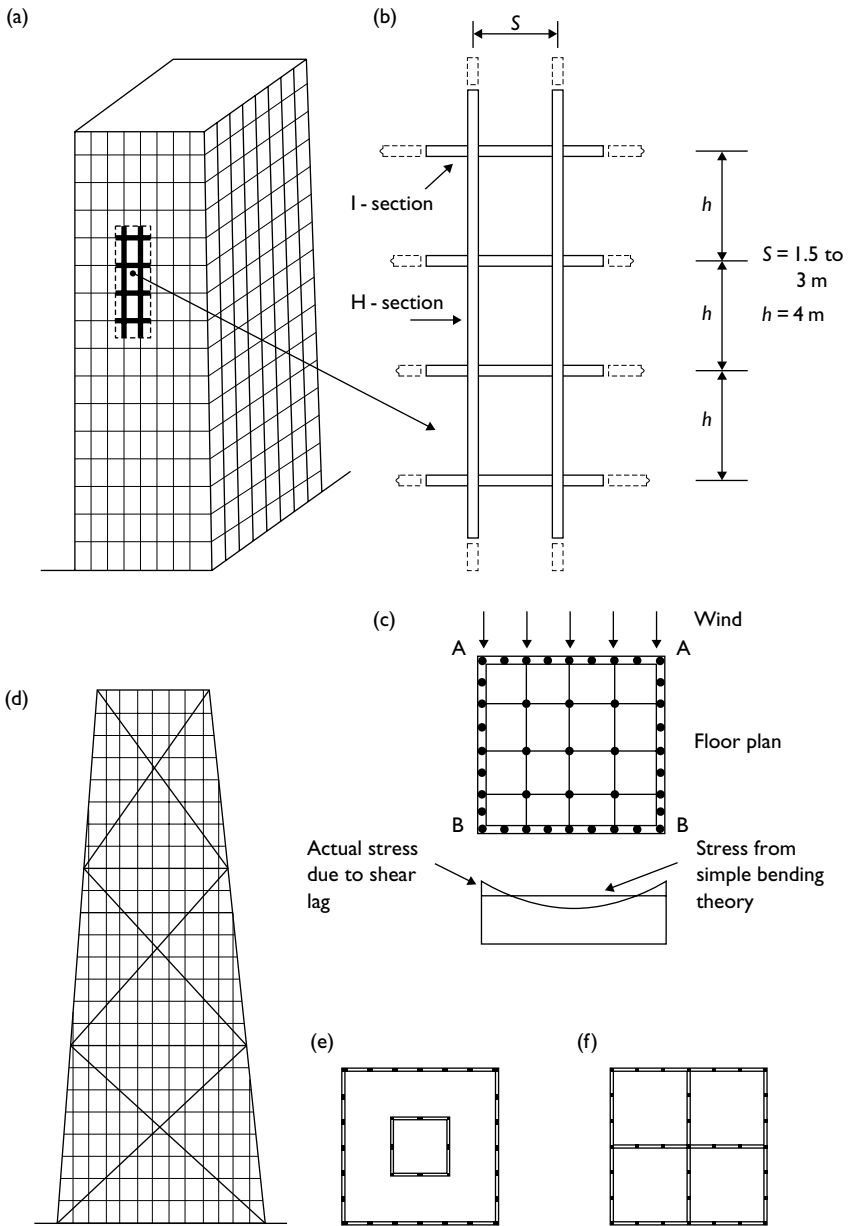 (a)
(b)
S
I - section
H - section
h
h
h
S = 1.5 to
3 m
h = 4 m
(c)
Wind
A
A
Floor plan
B
B
Actual stress
due to shear
lag
Stress from
simple bending
theory
(d)
(e)
(f)